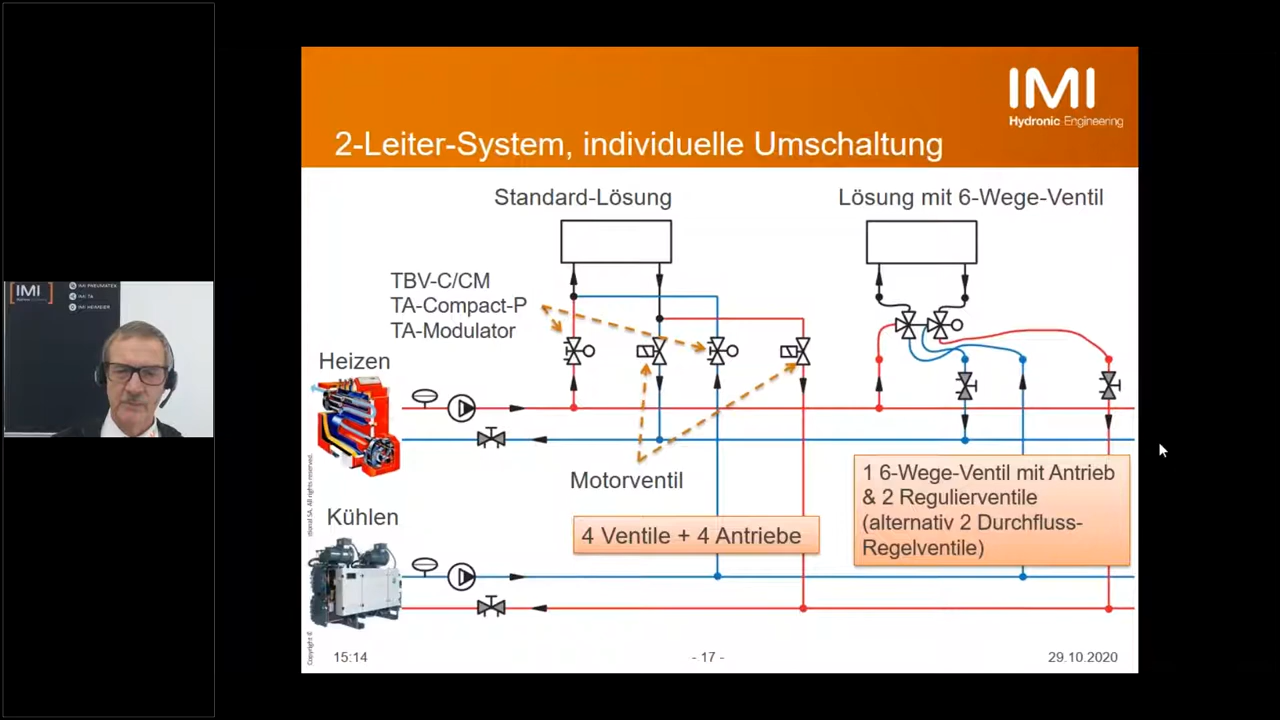 IMI
Hydronic Engineering
2-Leiter-System, individuelle Umschaltung
Standard-Lösung
Lösung mit 6-Wege-Ventil
TBV-C/CM
TA-Compact-P
TA-Modulator
Heizen
Motorventil
1 6-Wege-Ventil mit Antrieb
& 2 Regulierventile
(alternativ 2 Durchfluss-
Regelventile)
4 Ventile + 4 Antriebe
Kühlen
15:14
- 17 -
29.10.2020
IMI
IMI PNEUMATEX
IMI TA
IMI HEIMEIER